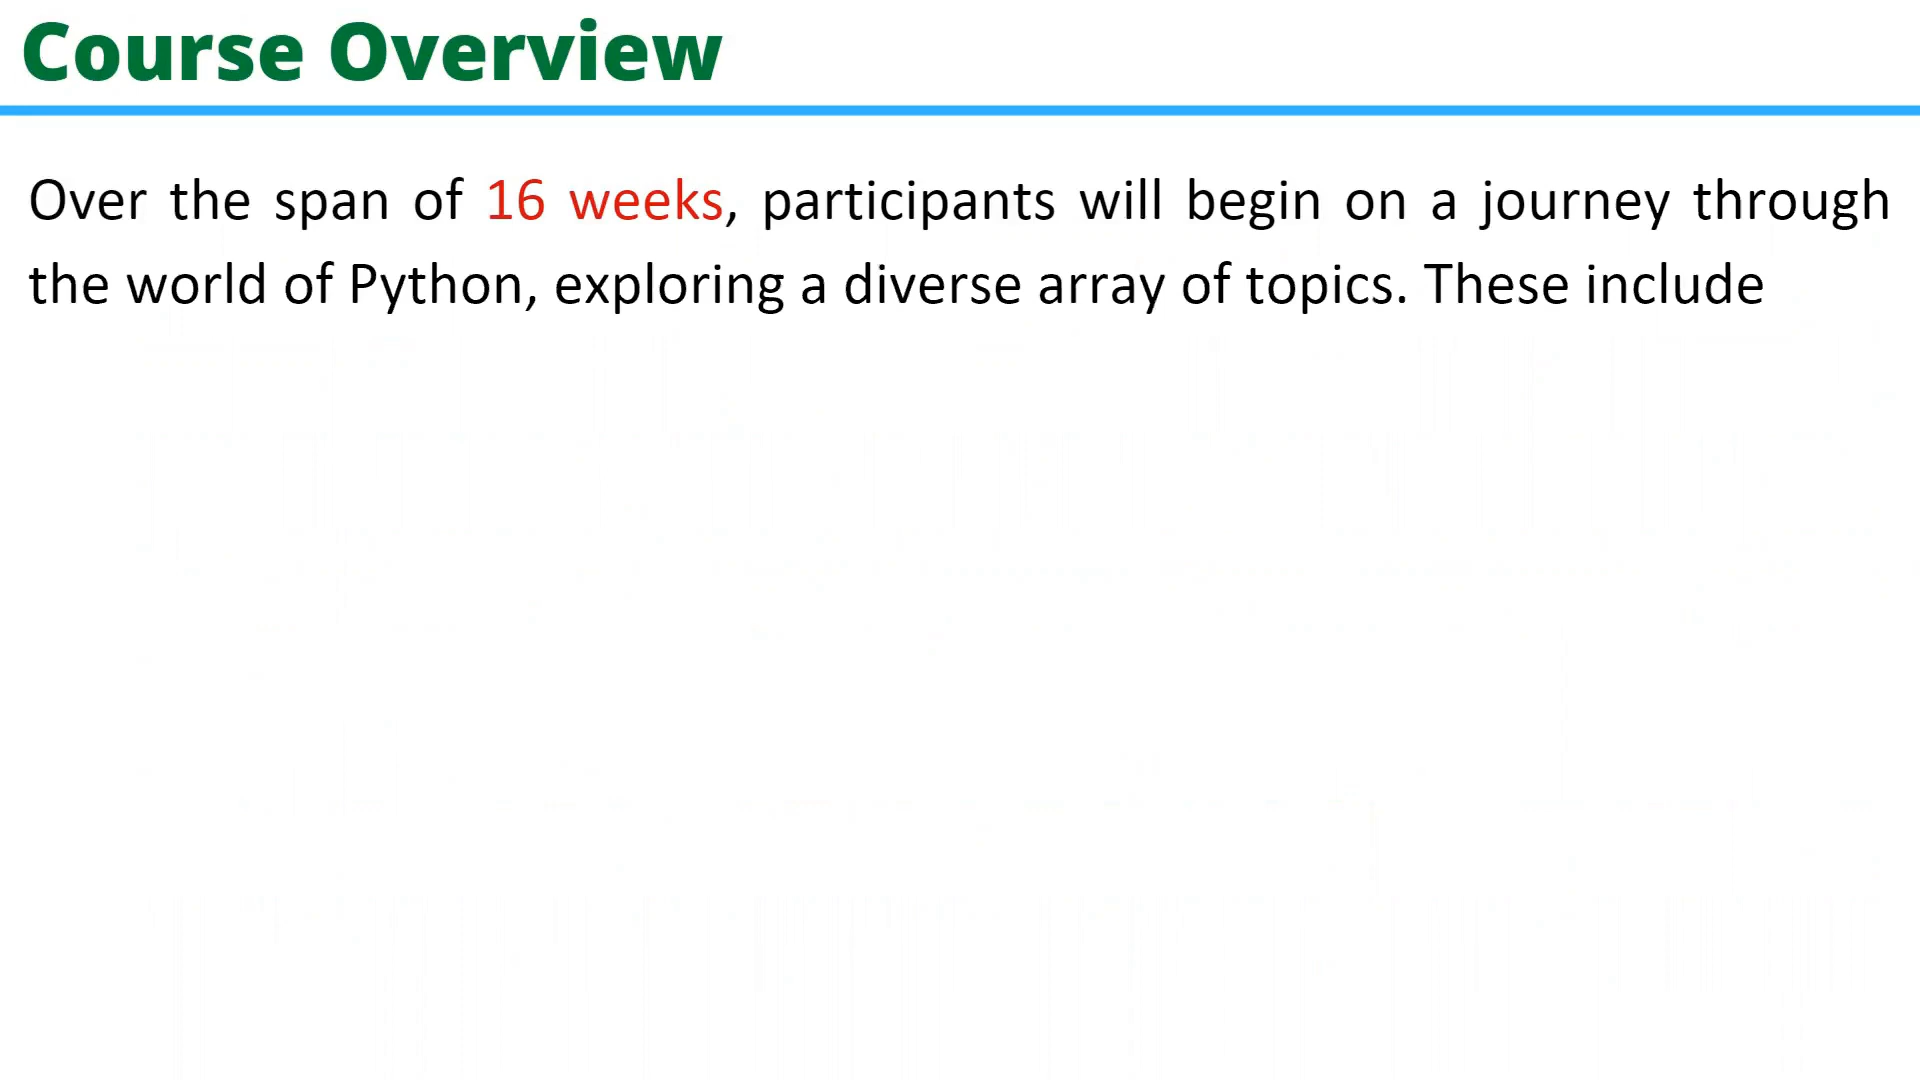 Course Overview
Over the span of 16 weeks, participants will begin on a journey through
the world of Python, exploring a diverse array of topics. These include